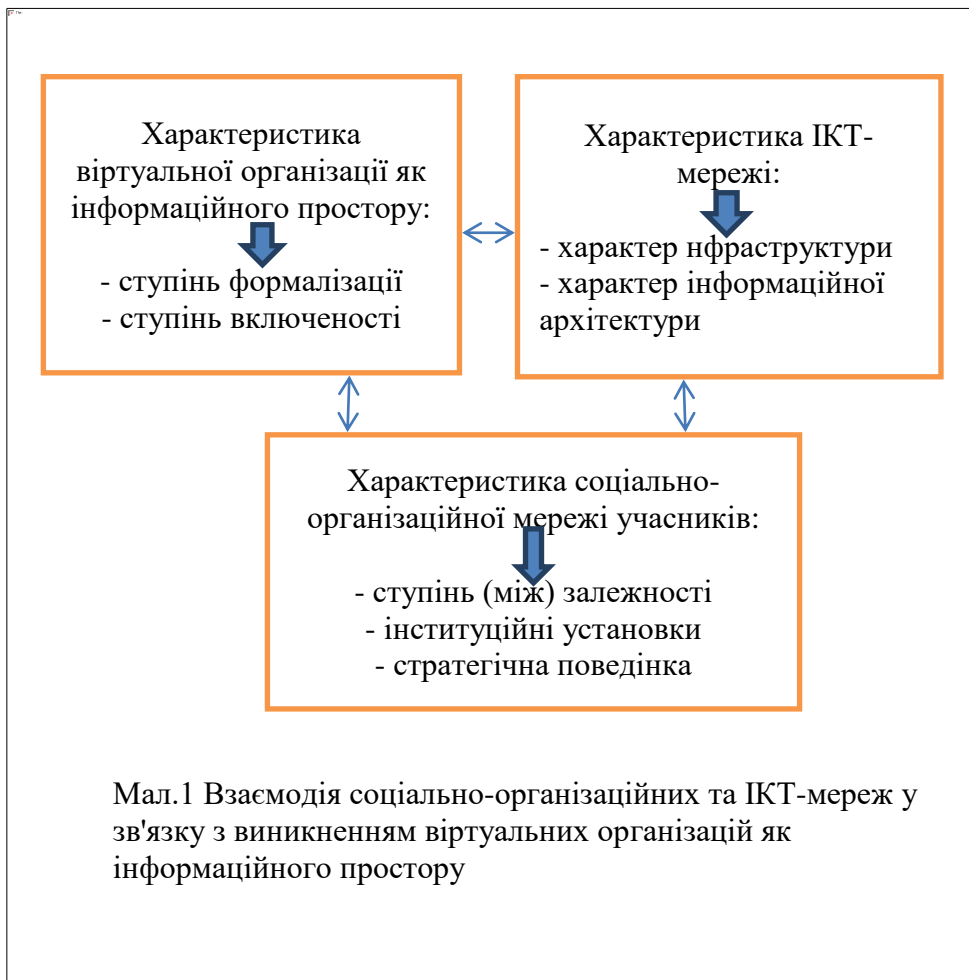 Характеристика
віртуальної організації як
інформаційного простору:
- ступінь формалізації
- ступінь включеності
Характеристика ІКТ-
мережі:
- характер нфраструктури
- характер інформаційної
архітектури
Характеристика соціально-
організаційної мережі учасників:
- ступінь (між) залежності
- інституційні установки
- стратегічна поведінка
Мал.1 Взаємодія соціально-організаційних та ІКТ-мереж у
зв'язку з виникненням віртуальних організацій як
інформаційного простору